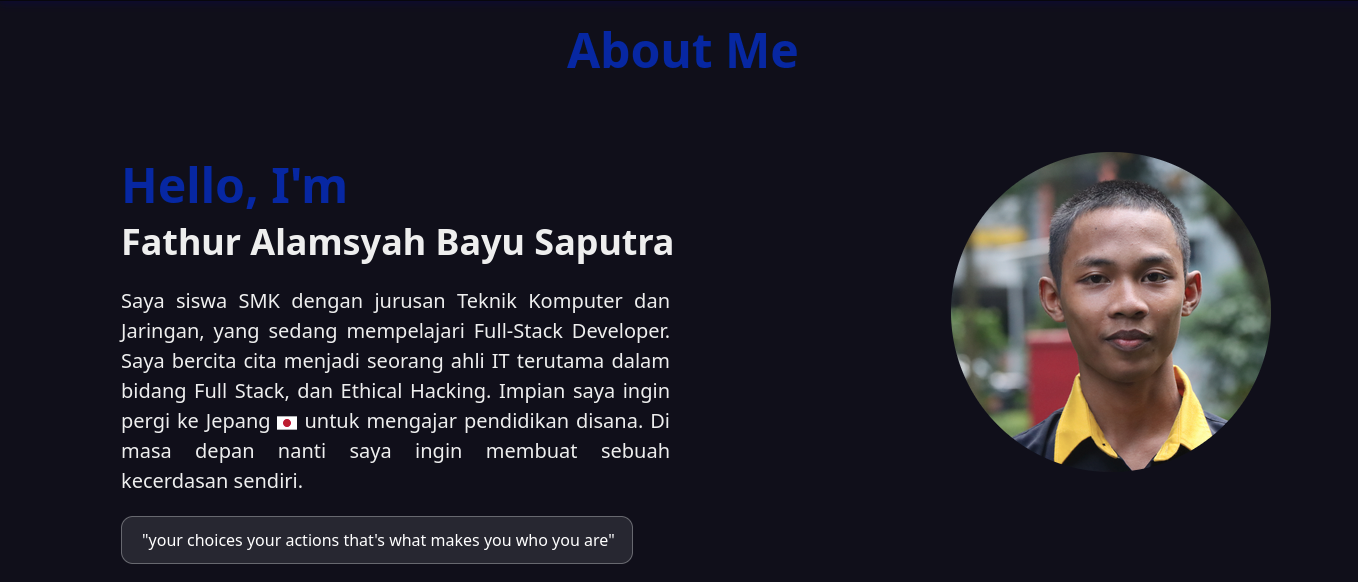 About Me
Hello, I'm
Fathur Alamsyah Bayu Saputra
Saya siswa SMK dengan jurusan Teknik Komputer dan
Jaringan, yang sedang mempelajari Full-Stack Developer.
Saya bercita cita menjadi seorang ahli IT terutama dalam
bidang Full Stack, dan Ethical Hacking. Impian saya ingin
pergi ke Jepang 🇯🇵 untuk mengajar pendidikan disana. Di
masa depan nanti saya ingin membuat sebuah
kecerdasan sendiri.
"your choices your actions that's what makes you who you are"